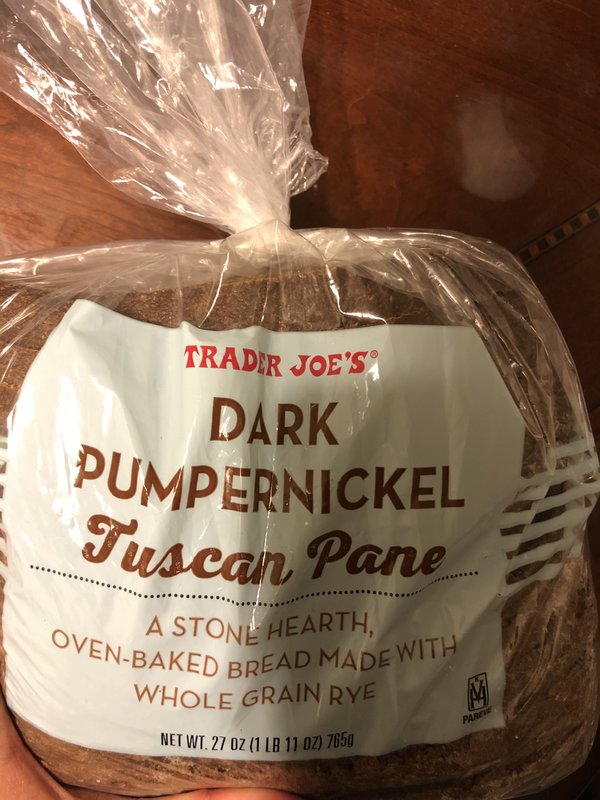 TRADER JOE'S®
DARK
PUMPERNICKEL
Tuscan Pane
A STONE HEARTH,
OVEN-BAKED BREAD MADE WITH
WHOLE GRAIN RYE
K
PAREVE
NET WT. 27 OZ (1 LB 11 OZ) 765g